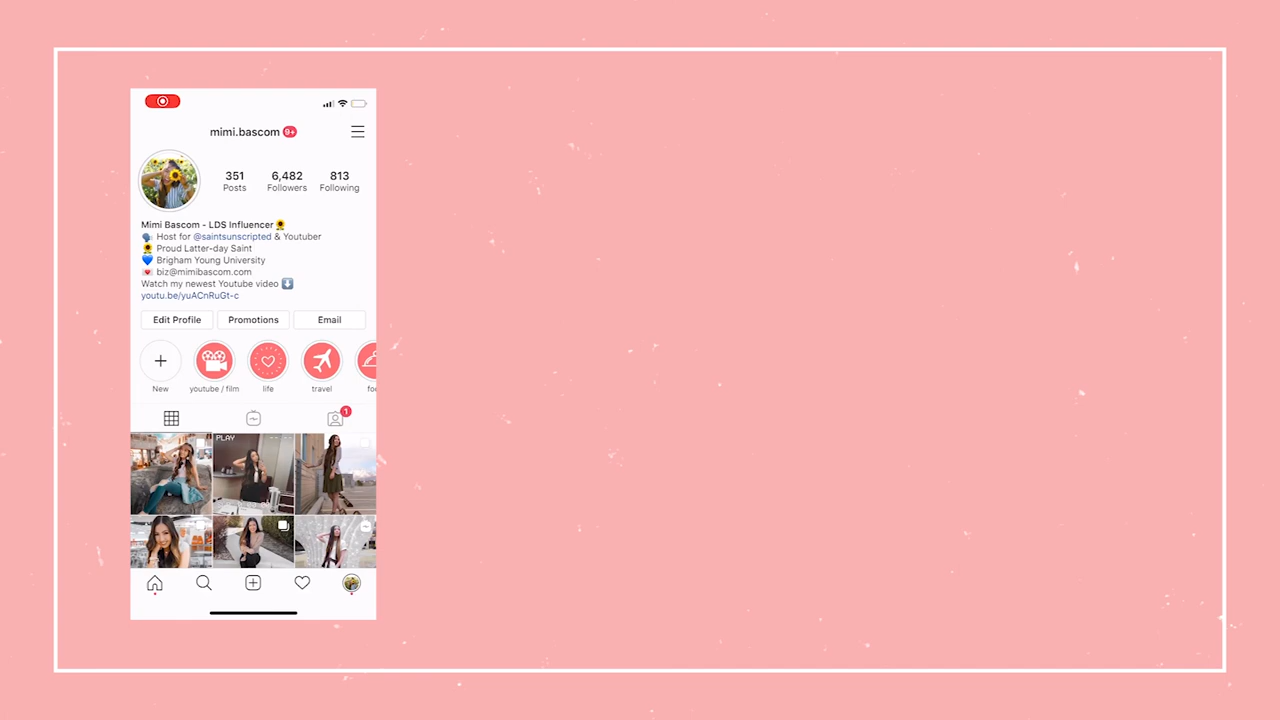 mimi.bascom 9+
351 6,482 813
Posts Followers Following
Mimi Bascom - LDS Influencer🌻
🗣 Host for @saintsunscripted & Youtuber
🌻 Proud Latter-day Saint
💙 Brigham Young University
💌 biz@mimibascom.com
Watch my newest Youtube video ⬇️
youtu.be/yuACnRuGt-c
Edit Profile Promotions Email
New youtube / film life travel foo
1
PLAY